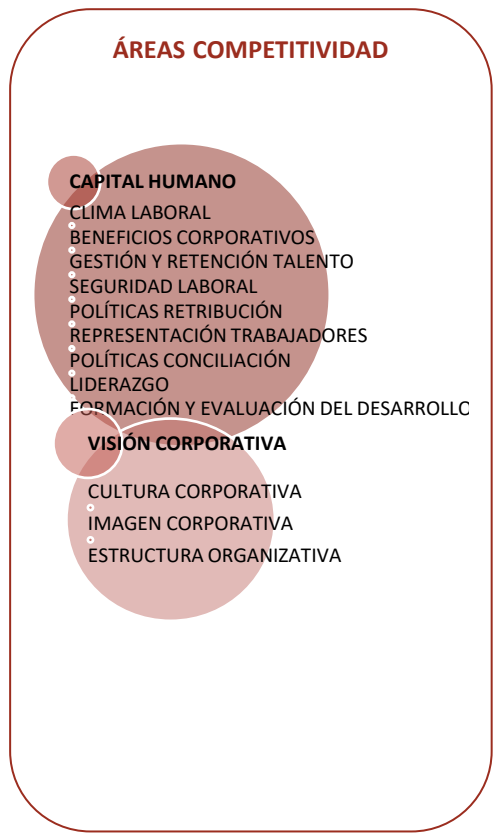 ÁREAS COMPETITIVIDAD
CAPITAL HUMANO
CLIMA LABORAL
BENEFICIOS CORPORATIVOS
GESTIÓN Y RETENCIÓN TALENTO
SEGURIDAD LABORAL
POLÍTICAS RETRIBUCIÓN
REPRESENTACIÓN TRABAJADORES
POLÍTICAS CONCILIACIÓN
LIDERAZGO
FORMACIÓN Y EVALUACIÓN DEL DESARROLLO
VISIÓN CORPORATIVA
CULTURA CORPORATIVA
IMAGEN CORPORATIVA
ESTRUCTURA ORGANIZATIVA